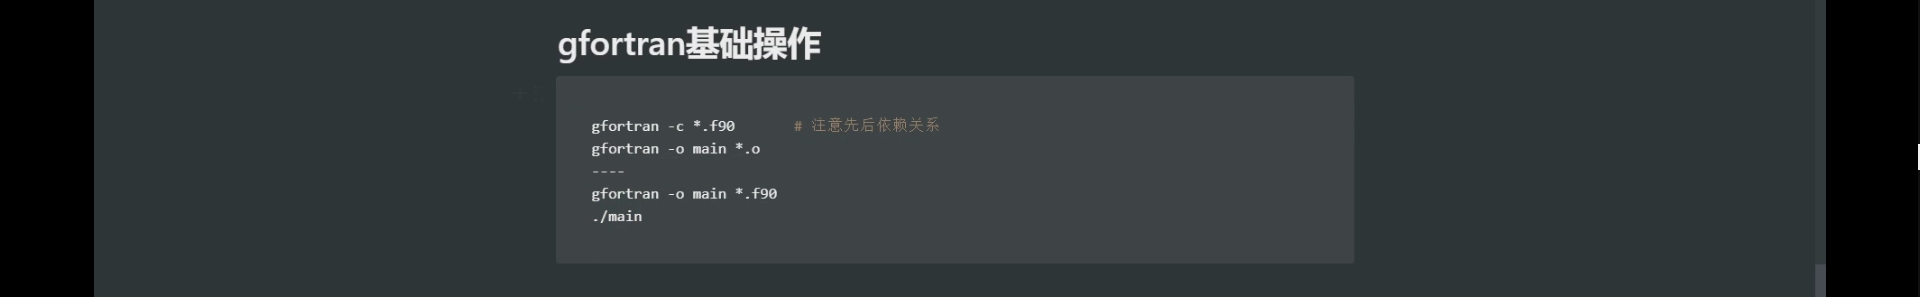 gfortran基础操作
gfortran -c *.f90 # 注意先后依赖关系
gfortran -o main *.o
----
gfortran -o main *.f90
./main